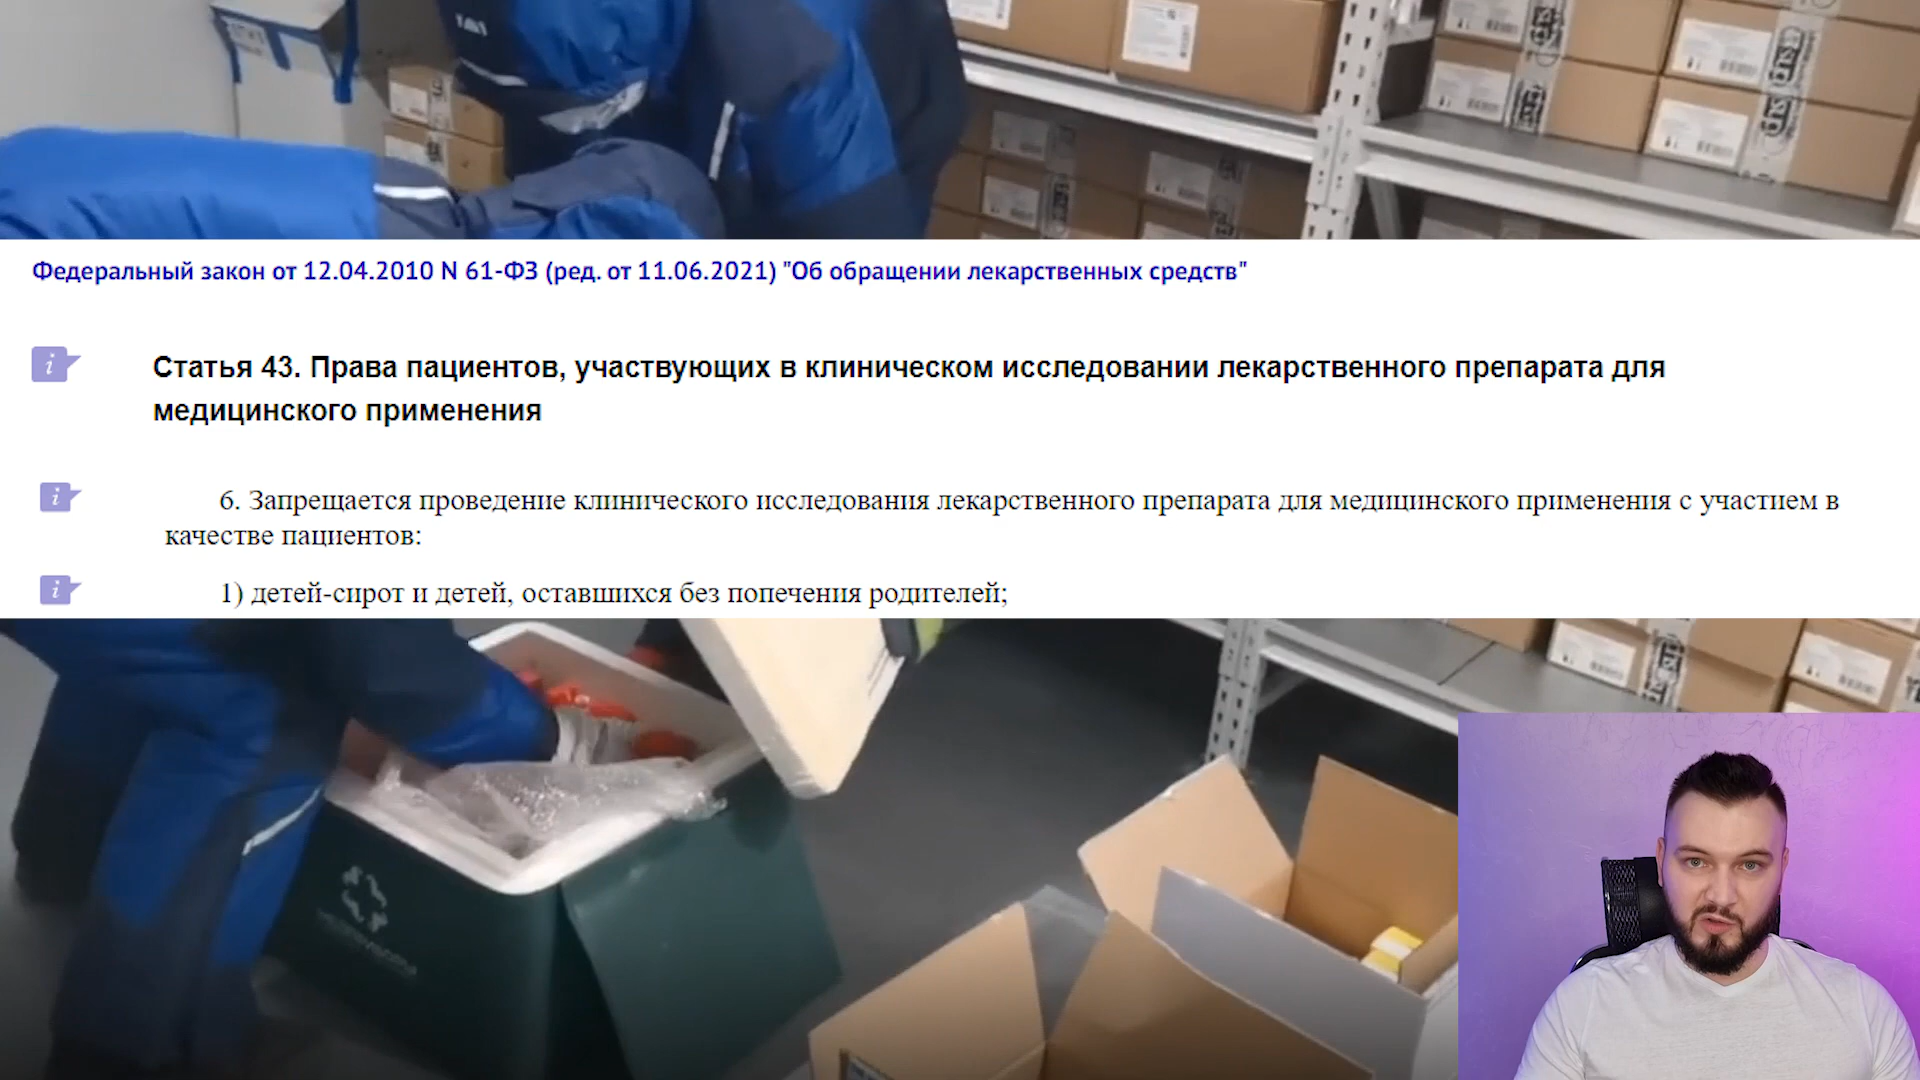 Федеральный закон от 12.04.2010 N 61-ФЗ (ред. от 11.06.2021) "Об обращении лекарственных средств"
Статья 43. Права пациентов, участвующих в клиническом исследовании лекарственного препарата для
медицинского применения
6. Запрещается проведение клинического исследования лекарственного препарата для медицинского применения с участием в
качестве пациентов:
1) детей-сирот и детей, оставшихся без попечения родителей;